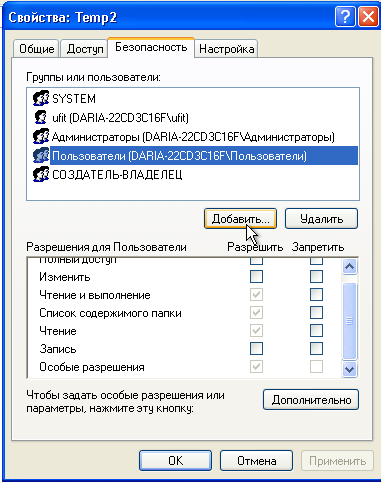 Свойства: Temp2
Общие Доступ Безопасность Настройка
Группы или пользователи:
SYSTEM
ufit (DARIA-22CD3C16F\ufit)
Администраторы (DARIA-22CD3C16F\Администраторы)
Пользователи (DARIA-22CD3C16F\Пользователи)
СОЗДАТЕЛЬ-ВЛАДЕЛЕЦ
Добавить... Удалить
Разрешения для Пользователи Разрешить Запретить
Полный доступ
Изменить
Чтение и выполнение
Список содержимого папки
Чтение
Запись
Особые разрешения
Чтобы задать особые разрешения или
параметры, нажмите эту кнопку:
Дополнительно
OK Отмена Применить